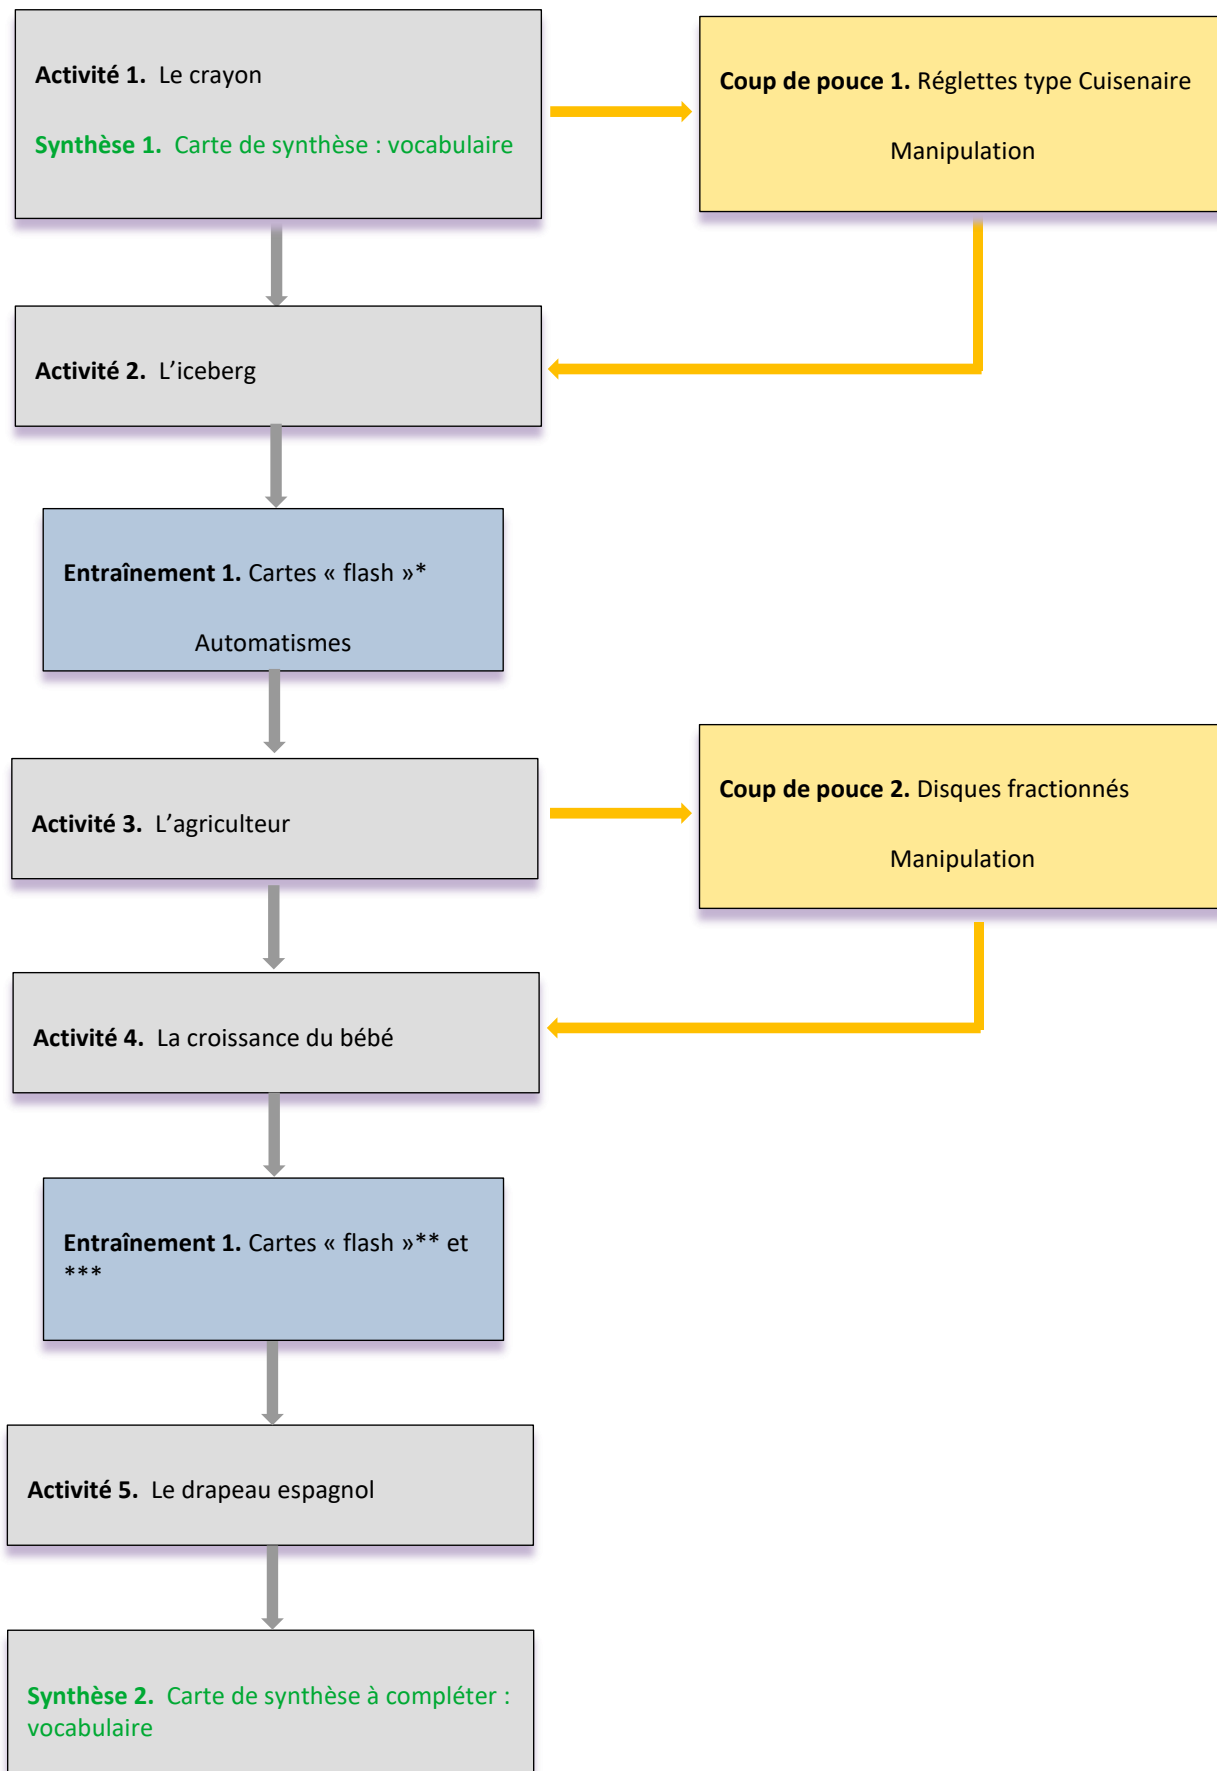 Activité 1. Le crayon
Synthèse 1. Carte de synthèse : vocabulaire
Coup de pouce 1. Réglettes type Cuisenaire
Manipulation
Activité 2. L’iceberg
Entraînement 1. Cartes « flash »*
Automatismes
Activité 3. L’agriculteur
Coup de pouce 2. Disques fractionnés
Manipulation
Activité 4. La croissance du bébé
Entraînement 1. Cartes « flash »** et
***
Activité 5. Le drapeau espagnol
Synthèse 2. Carte de synthèse à compléter :
vocabulaire